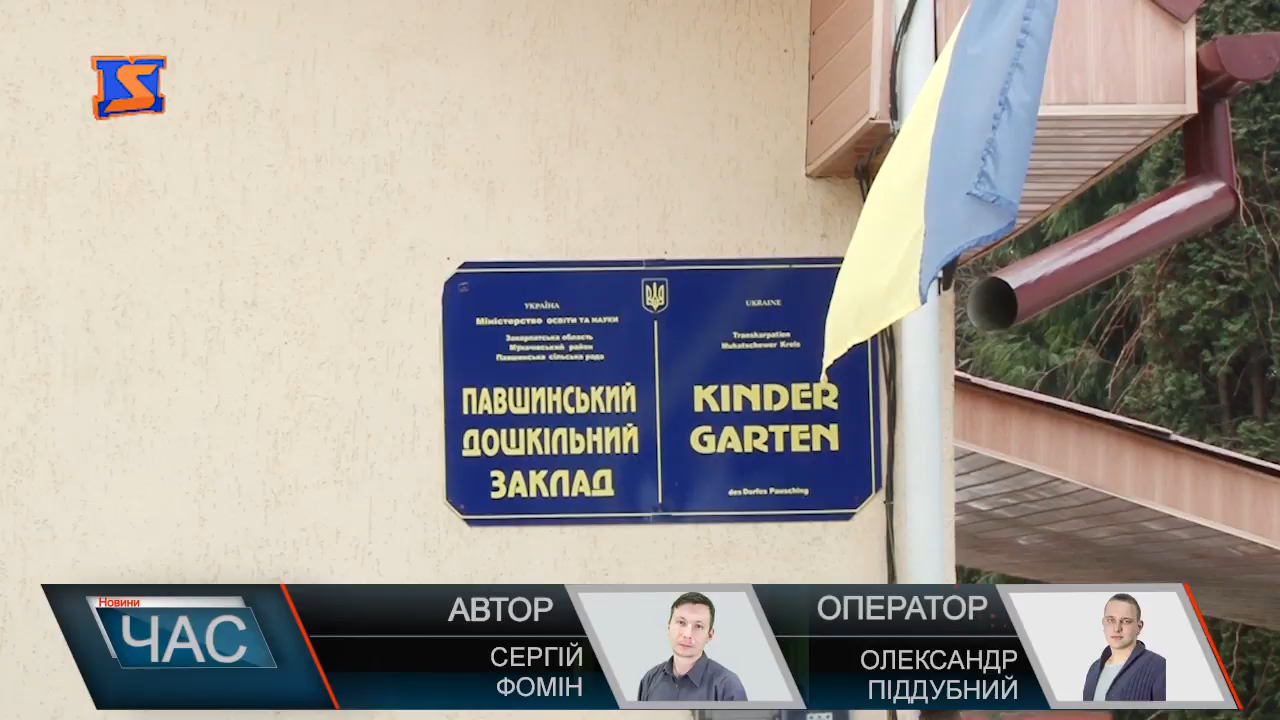 УКРАЇНА
Міністерство ОСВІТИ ТА НАУКИ
Закарпатська область
Мукачівський район
Павшинська сільська рада
ПАВШИНСЬКИЙ
ДОШКІЛЬНИЙ
ЗАКЛАД
UKRAINE
Transkarpatien
Mukatschewer Kreis
KINDER
GARTEN
des Dorfes Pausching
Новини
ЧАС
АВТОР
СЕРГІЙ
ФОМІН
ОПЕРАТОР
ОЛЕКСАНДР
ПІДДУБНИЙ